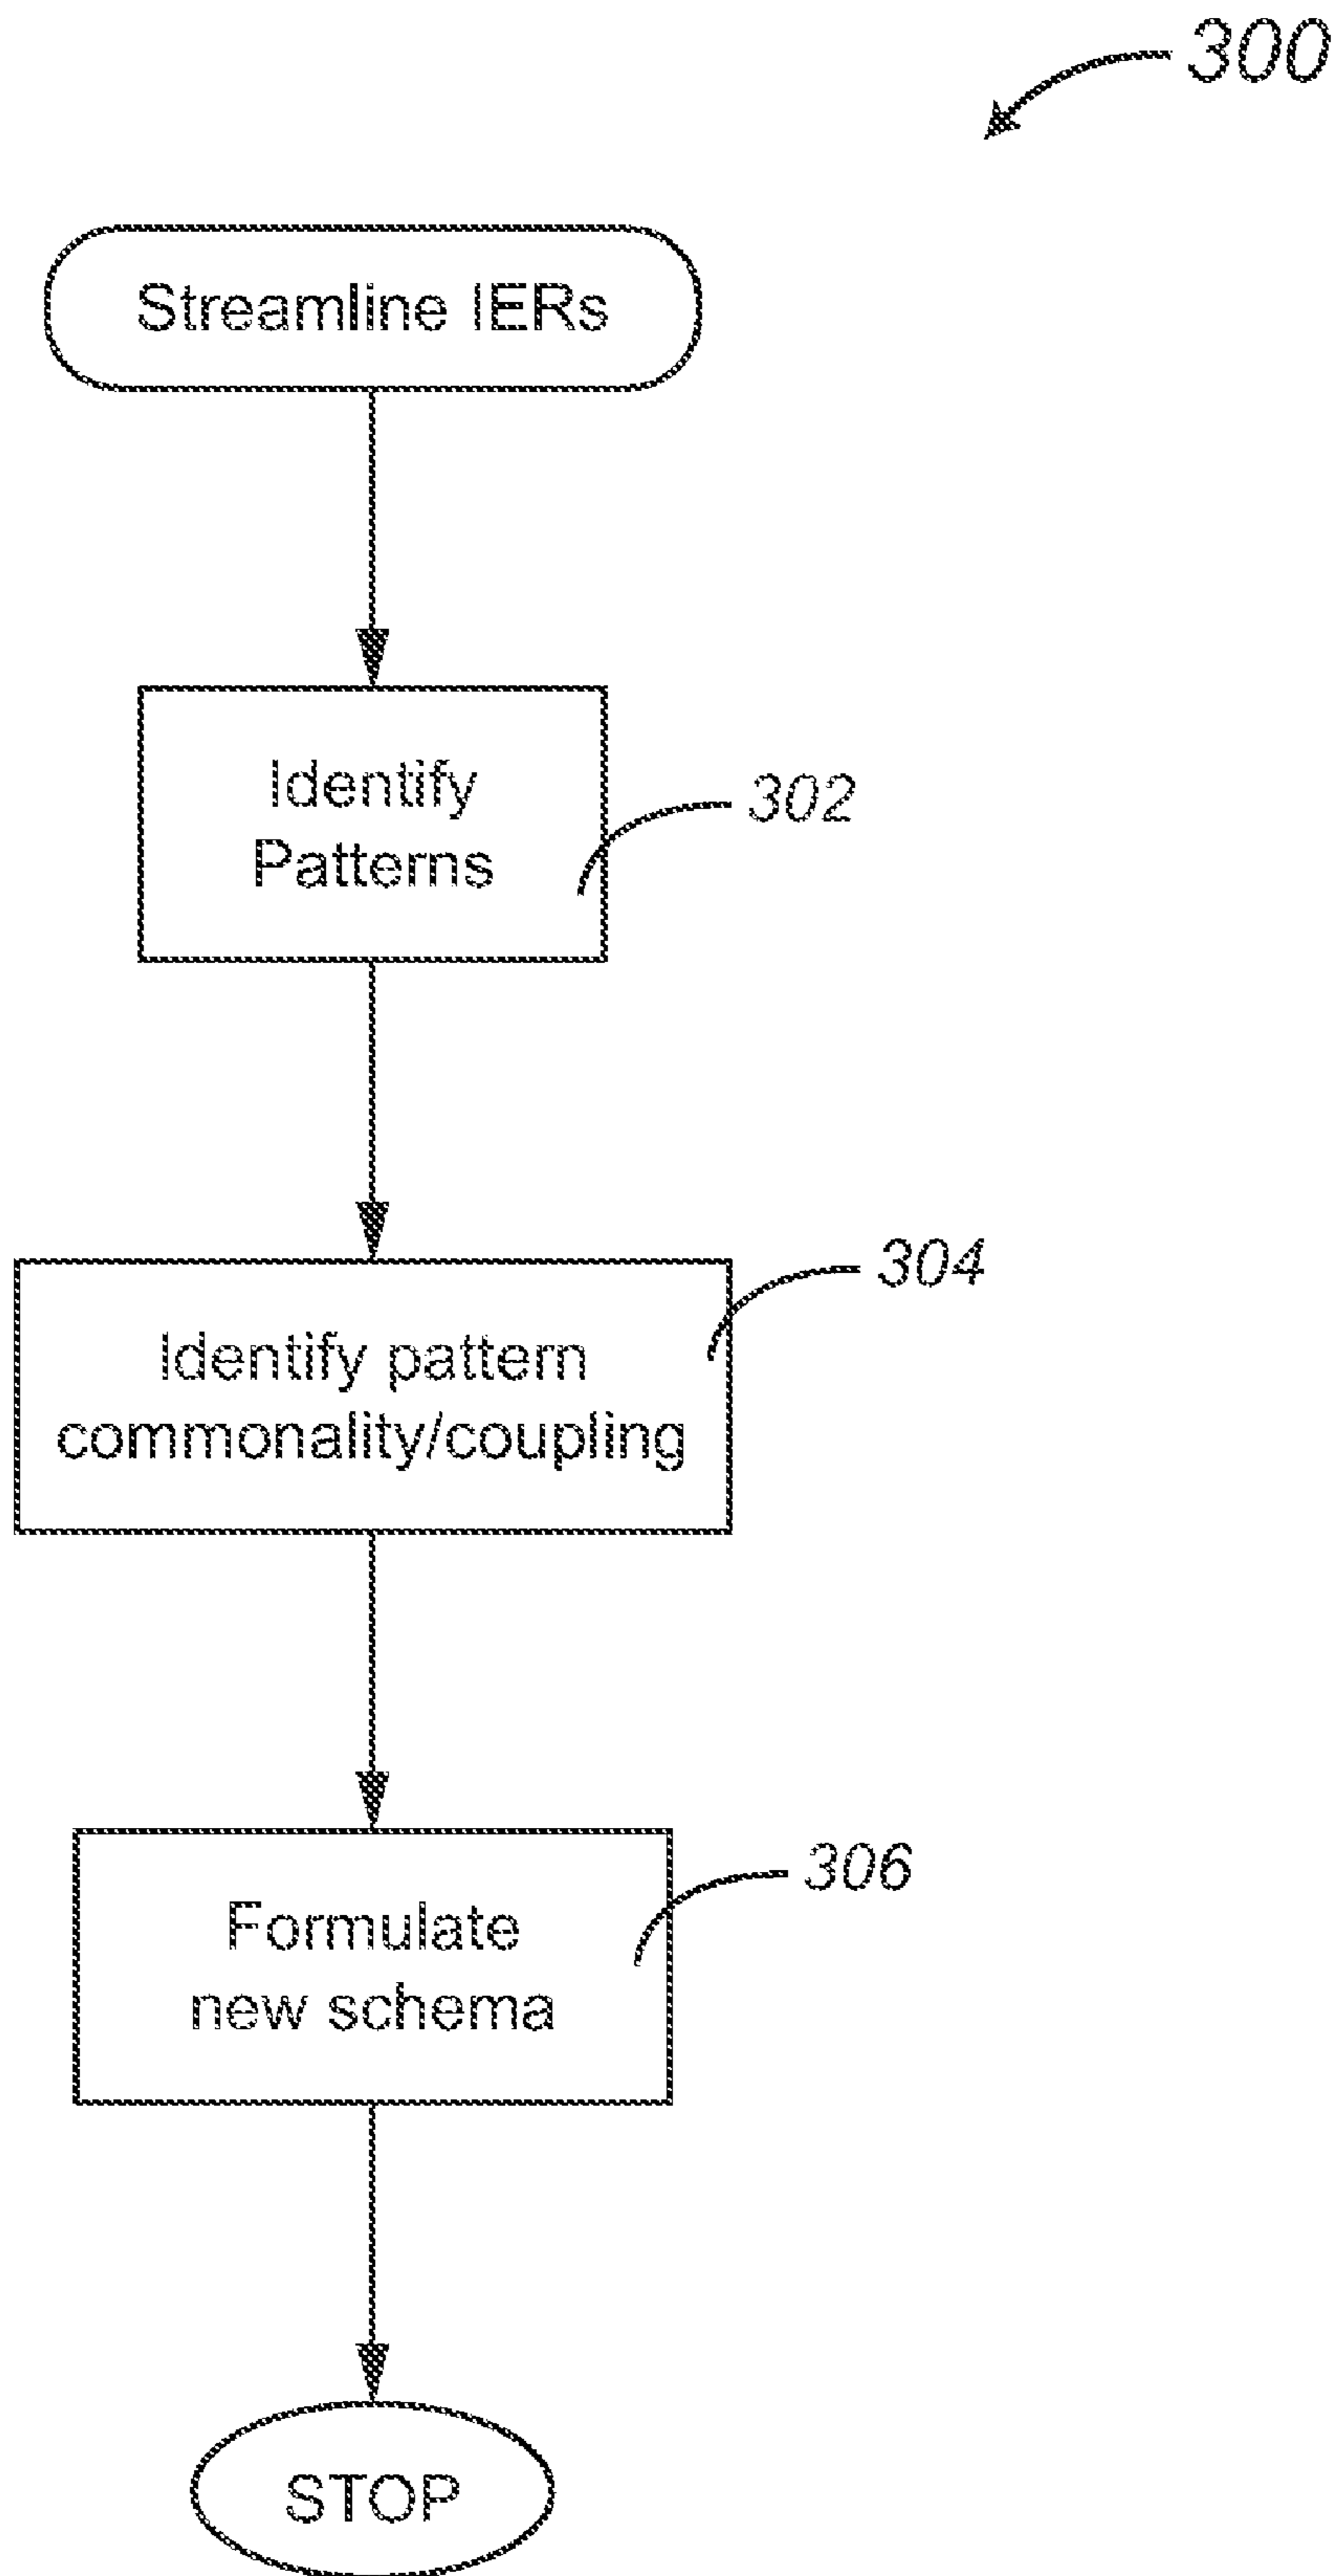 300
Streamline IERs
Identify
Patterns
302
304
Identify pattern
commonality/coupling
306
Formulate
new schema
STOP